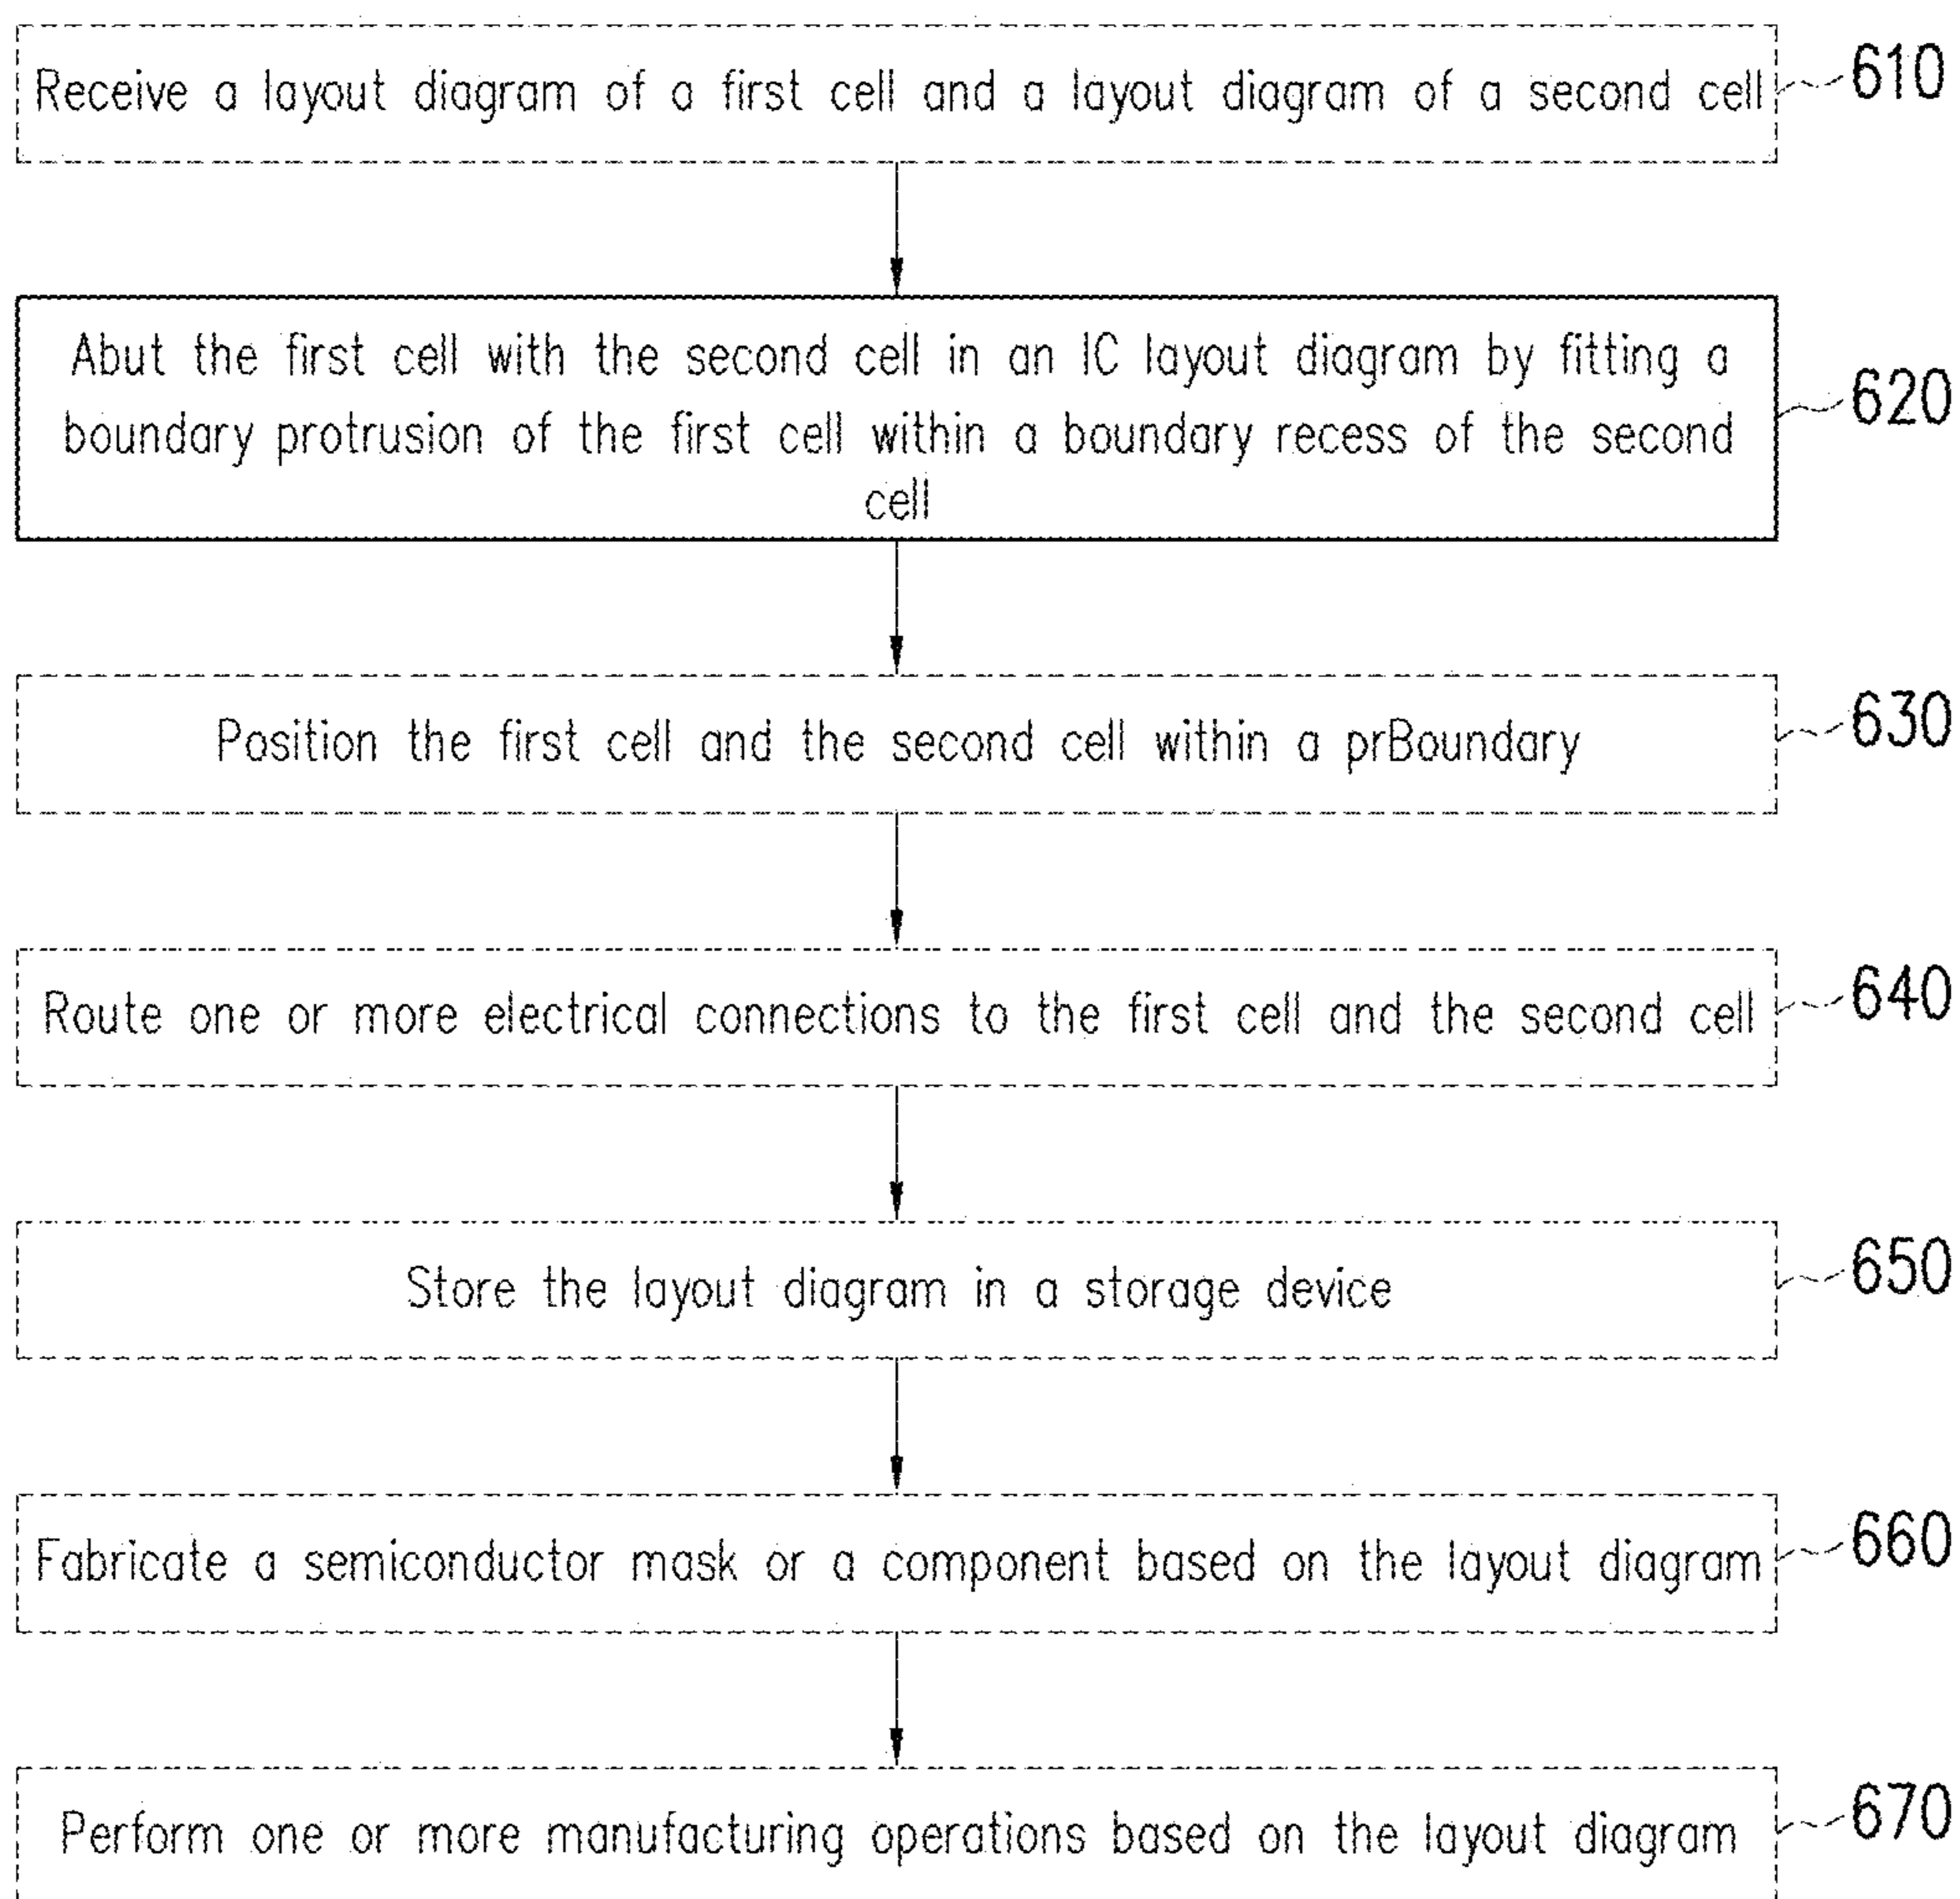 Receive a layout diagram of a first cell and a layout diagram of a second cell
610
Abut the first cell with the second cell in an IC layout diagram by fitting a
boundary protrusion of the first cell within a boundary recess of the second
cell
620
Position the first cell and the second cell within a prBoundary
630
Route one or more electrical connections to the first cell and the second cell
640
Store the layout diagram in a storage device
650
Fabricate a semiconductor mask or a component based on the layout diagram
660
Perform one or more manufacturing operations based on the layout diagram
670